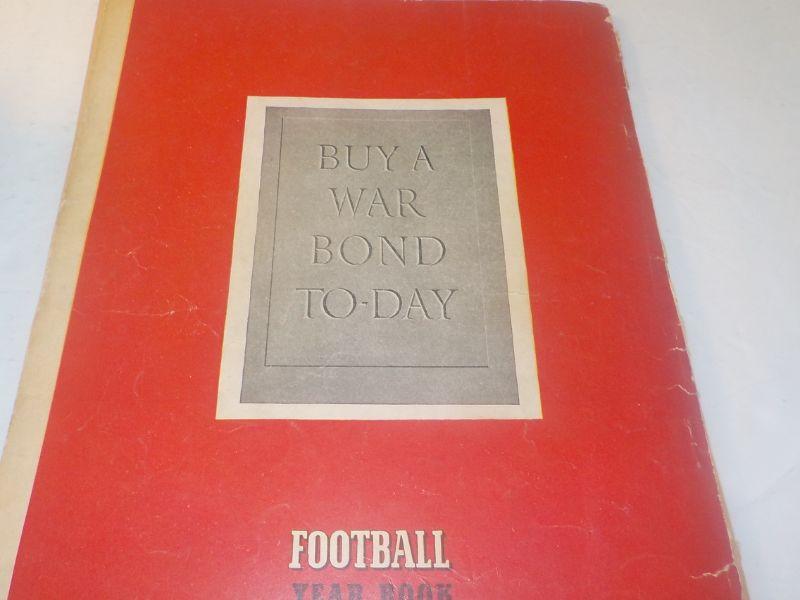 BUY A
WAR
BOND
TO-DAY
FOOTBALL
YEAR BOOK